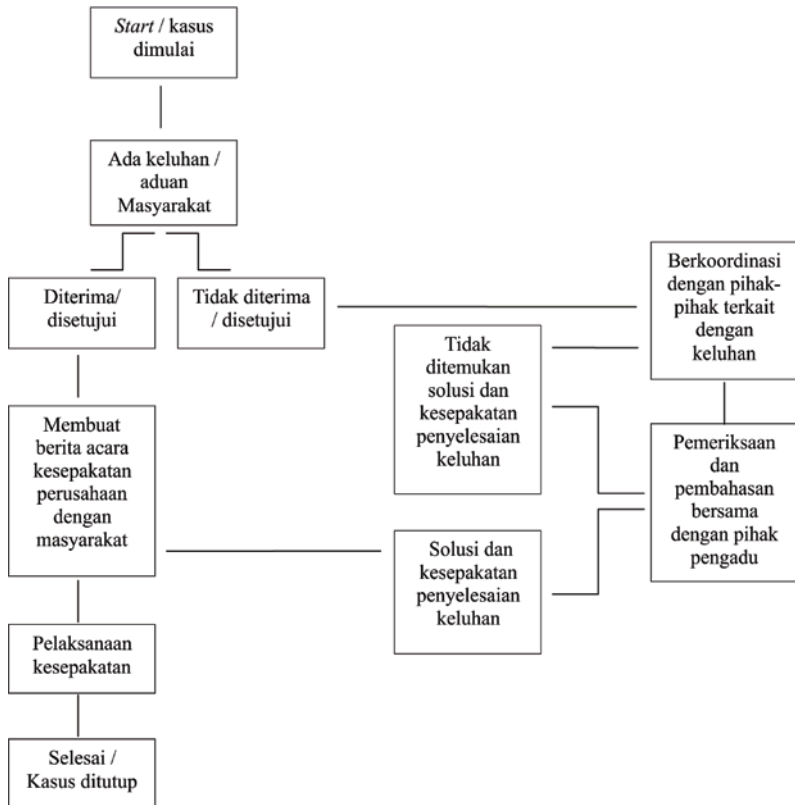 Start / kasus
dimulai
Ada keluhan /
aduan
Masyarakat
Diterima/
disetujui
Tidak diterima
/ disetujui
Berkoordinasi
dengan pihak-
pihak terkait
dengan
keluhan
Tidak
ditemukan
solusi dan
kesepakatan
penyelesaian
keluhan
Membuat
berita acara
kesepakatan
perusahaan
dengan
masyarakat
Pemeriksaan
dan
pembahasan
bersama
dengan pihak
pengadu
Solusi dan
kesepakatan
penyelesaian
keluhan
Pelaksanaan
kesepakatan
Selesai /
Kasus ditutup